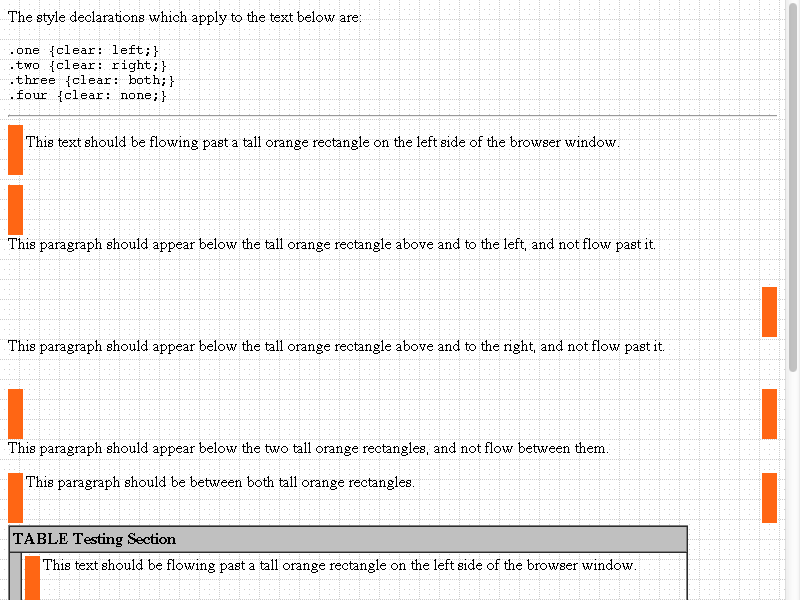 The style declarations which apply to the text below are:
.one {clear: left;}
.two {clear: right;}
.three {clear: both;}
.four {clear: none;}
This text should be flowing past a tall orange rectangle on the left side of the browser window.
This paragraph should appear below the tall orange rectangle above and to the left, and not flow past it.
This paragraph should appear below the tall orange rectangle above and to the right, and not flow past it.
This paragraph should appear below the two tall orange rectangles, and not flow between them.
This paragraph should be between both tall orange rectangles.
TABLE Testing Section
This text should be flowing past a tall orange rectangle on the left side of the browser window.